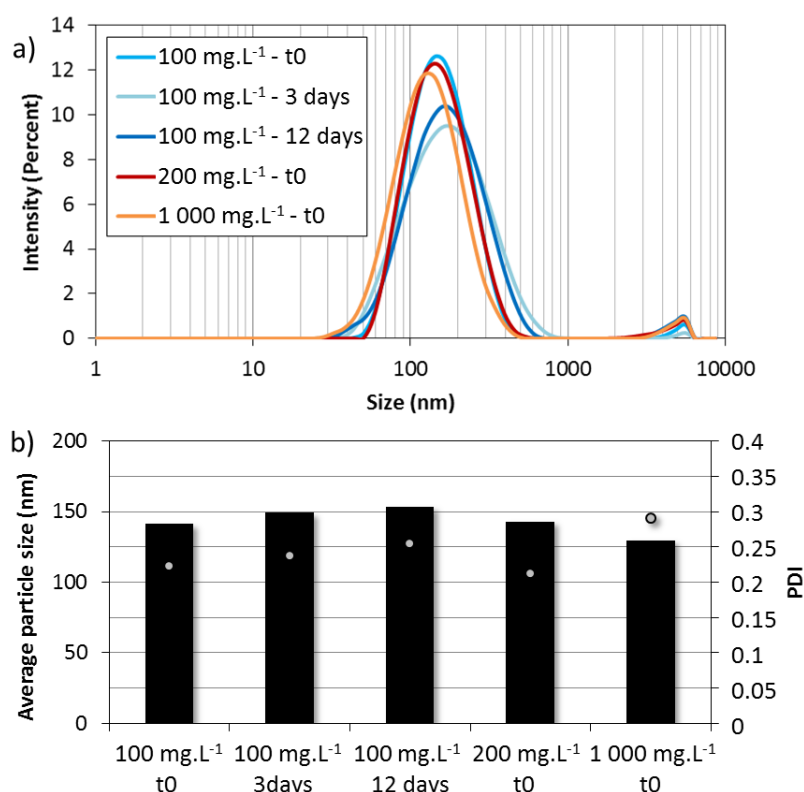 a)
Intensity (Percent)
14
12
10
8
6
4
2
0
100 mg.L⁻¹ - t0
100 mg.L⁻¹ - 3 days
100 mg.L⁻¹ - 12 days
200 mg.L⁻¹ - t0
1 000 mg.L⁻¹ - t0
1 10 100 1000 10000
Size (nm)
b)
Average particle size (nm)
200
150
100
50
0
0.4
0.35
0.3
0.25
0.2
0.15
0.1
0.05
0
PDI
100 mg.L⁻¹ 100 mg.L⁻¹ 100 mg.L⁻¹ 200 mg.L⁻¹ 1 000 mg.L⁻¹
t0 3days 12 days t0 t0